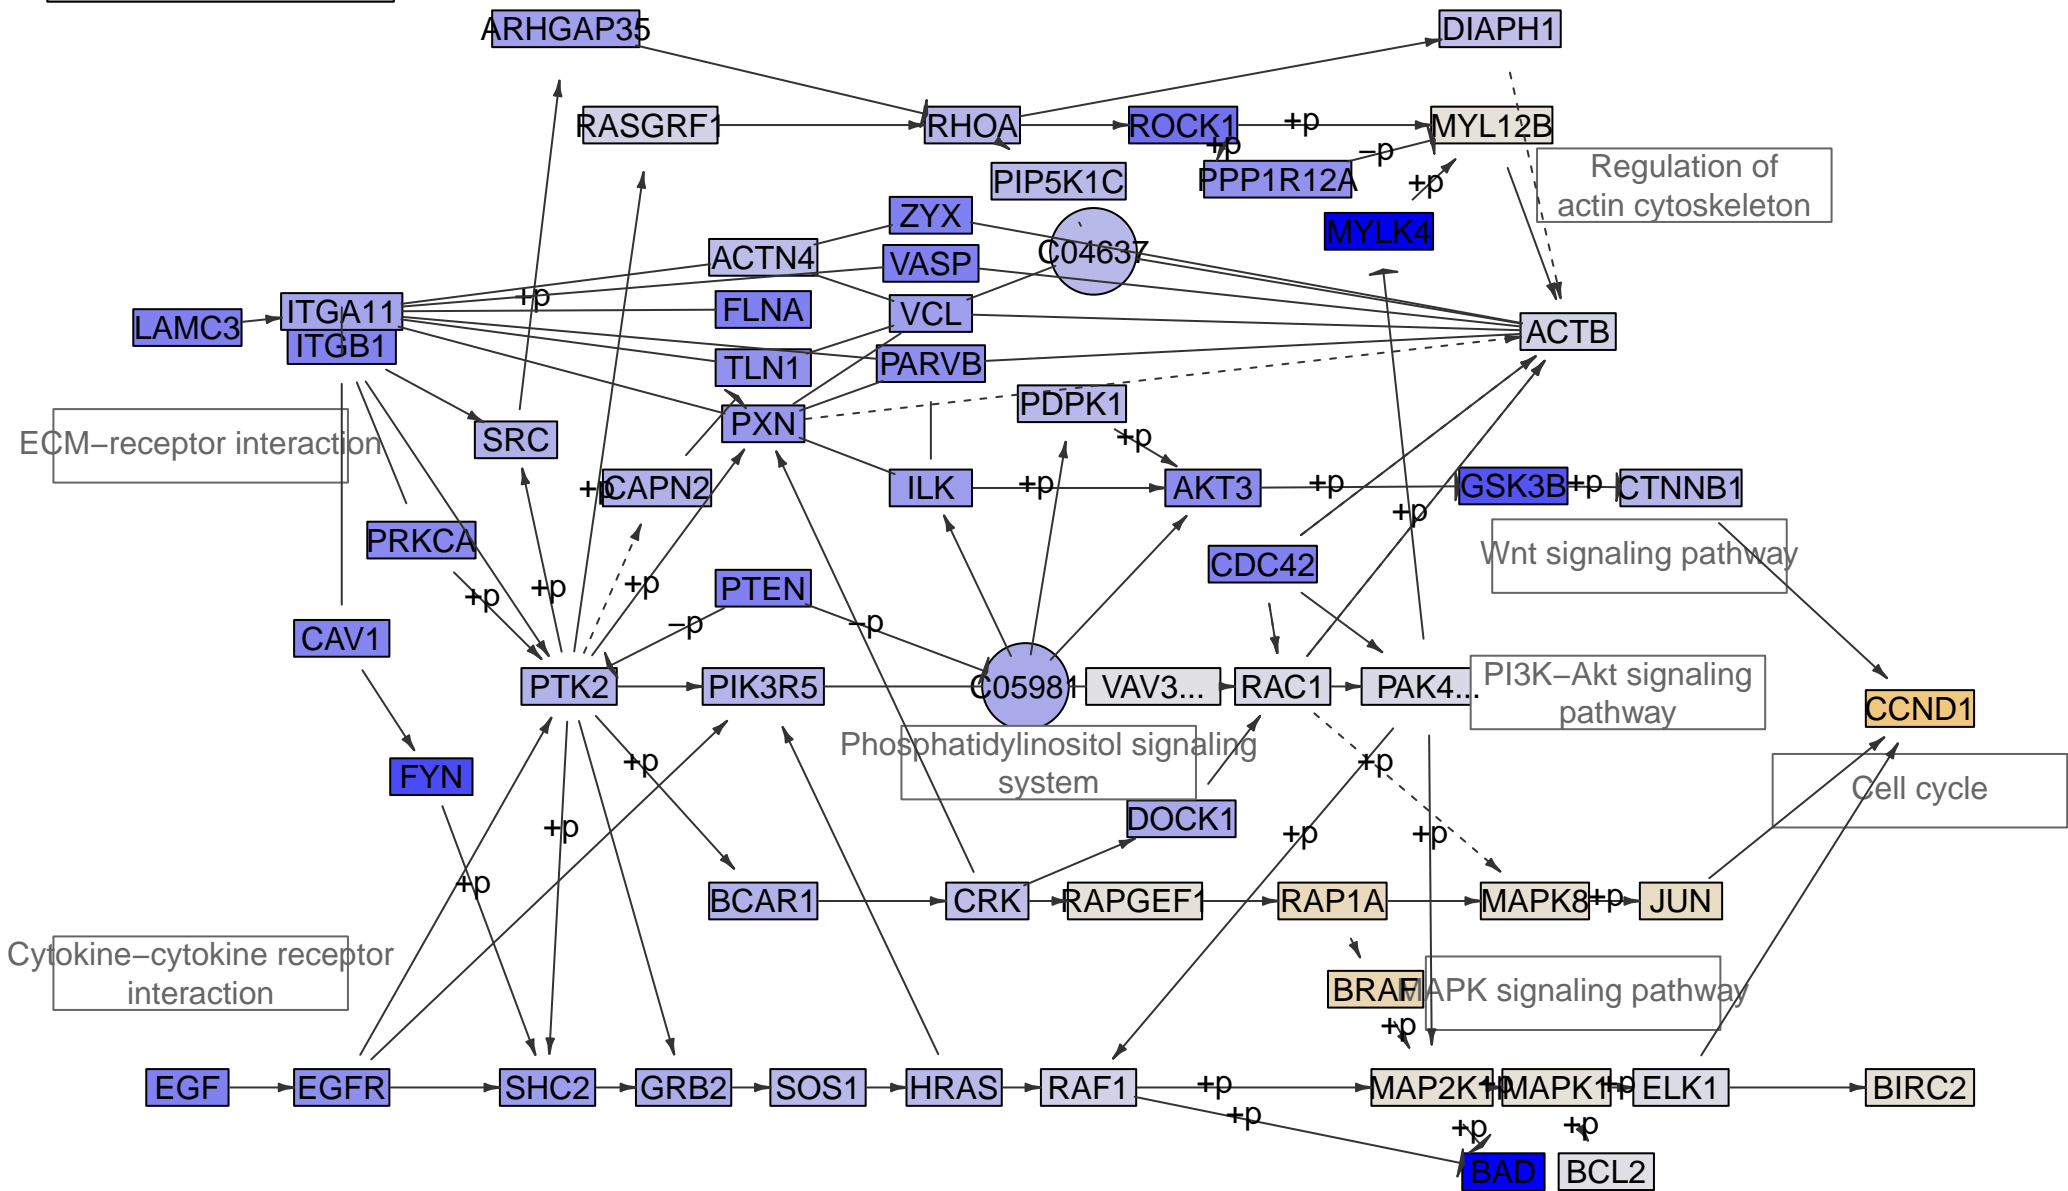 ARHGAP35
DIAPH1
RASGRF1
RHOA
ROCK1
+p
MYL12B
+p
−p
PIP5K1C
PPP1R12A
+p
Regulation of
actin cytoskeleton
ZYX
MYLK4
ACTN4
VASP
C04637
+p
LAMC3
ITGA11
FLNA
VCL
ACTB
ITGB1
TLN1
PARVB
PDPK1
PXN
+p
ECM−receptor interaction
SRC
+p
CAPN2
ILK
+p
AKT3
+p
GSK3B
+p
CTNNB1
+p
PRKCA
Wnt signaling pathway
CDC42
+p
+p
+p
PTEN
−p
−p
CAV1
PTK2
PIK3R5
C05981
VAV3...
RAC1
PAK4...
PI3K−Akt signaling
pathway
CCND1
Phosphatidylinositol signaling
system
+p
+p
FYN
Cell cycle
DOCK1
+p
+p
+p
+p
BCAR1
CRK
RAPGEF1
RAP1A
MAPK8
+p
JUN
Cytokine−cytokine receptor
interaction
BRAF
MAPK signaling pathway
+p
EGF
EGFR
SHC2
GRB2
SOS1
HRAS
RAF1
+p
MAP2K1
+p
MAPK1
+p
ELK1
BIRC2
+p
+p
+p
BAD
BCL2